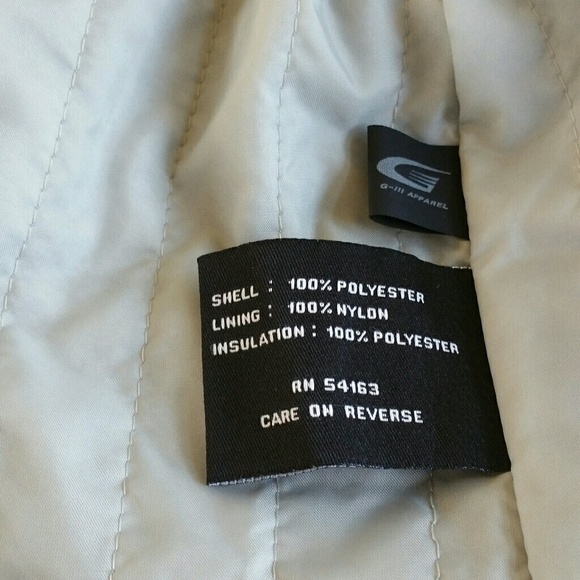 G-III APPAREL
SHELL : 100% POLYESTER
LINING : 100% NYLON
INSULATION : 100% POLYESTER
RN 54163
CARE ON REVERSE